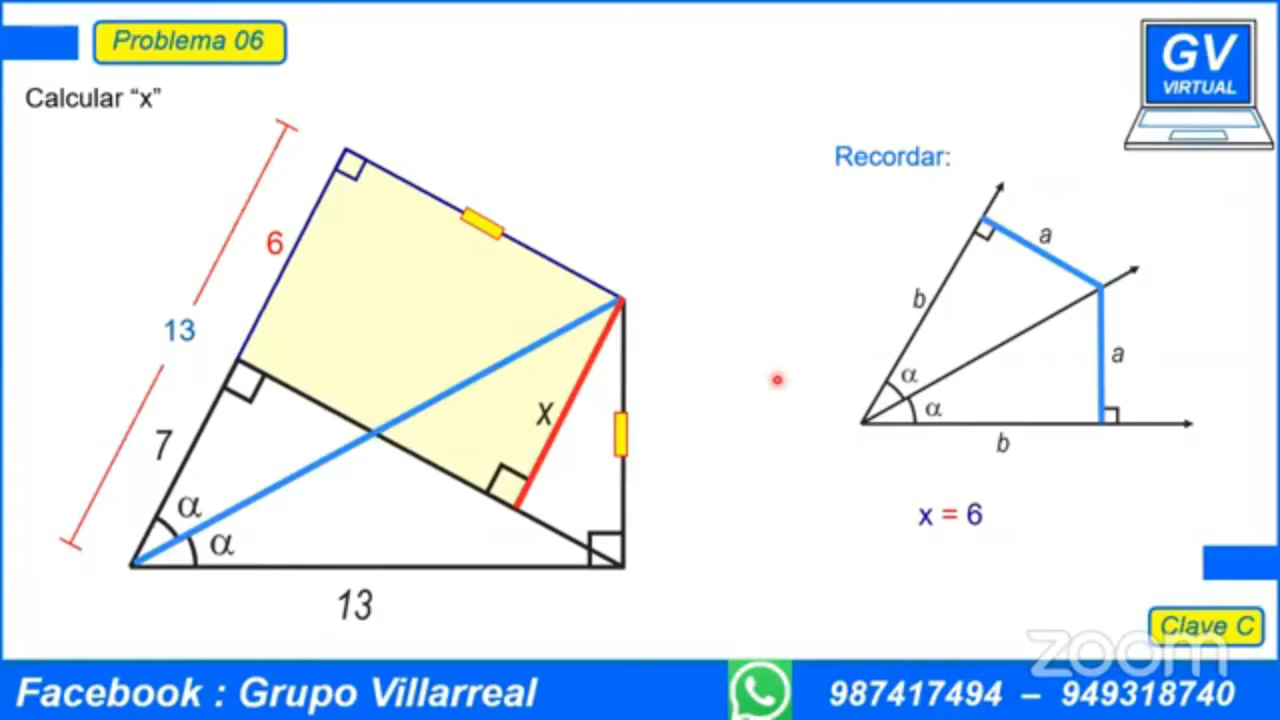 Problema 06
GV
VIRTUAL
Calcular “x”
Recordar:
6
13
7
x
α
α
13
a
b
a
α
α
b
x = 6
Clave C
zoom
Facebook : Grupo Villarreal
987417494 – 949318740